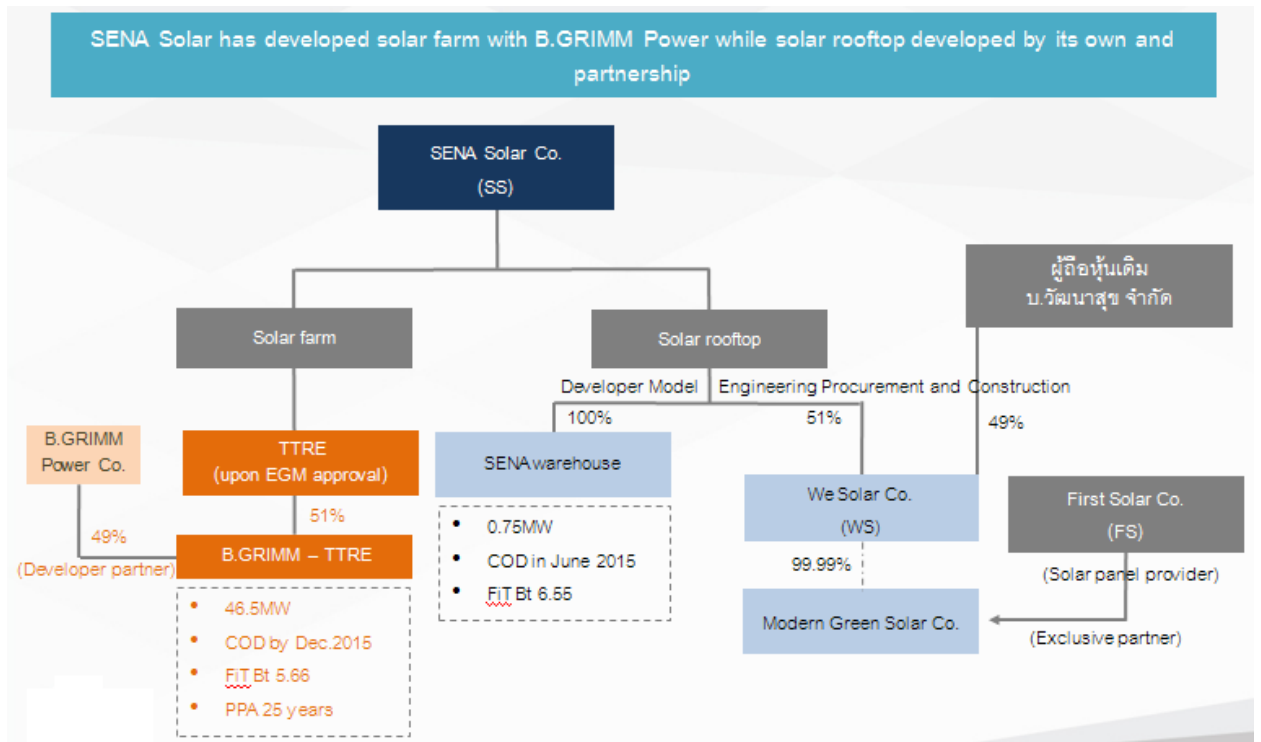 SENA Solar has developed solar farm with B.GRIMM Power while solar rooftop developed by its own and
partnership
SENA Solar Co.
(SS)
ผู้ถือหุ้นเดิม
บ.วัฒนาสุข จำกัด
Solar farm
Solar rooftop
Developer Model
Engineering Procurement and Construction
100%
51%
49%
B.GRIMM
Power Co.
TTRE
(upon EGM approval)
SENA warehouse
We Solar Co.
(WS)
First Solar Co.
(FS)
51%
49%
(Developer partner)
B.GRIMM – TTRE
• 0.75MW
• COD in June 2015
• FiT Bt 6.55
99.99%
(Solar panel provider)
Modern Green Solar Co.
(Exclusive partner)
• 46.5MW
• COD by Dec.2015
• FiT Bt 5.66
• PPA 25 years